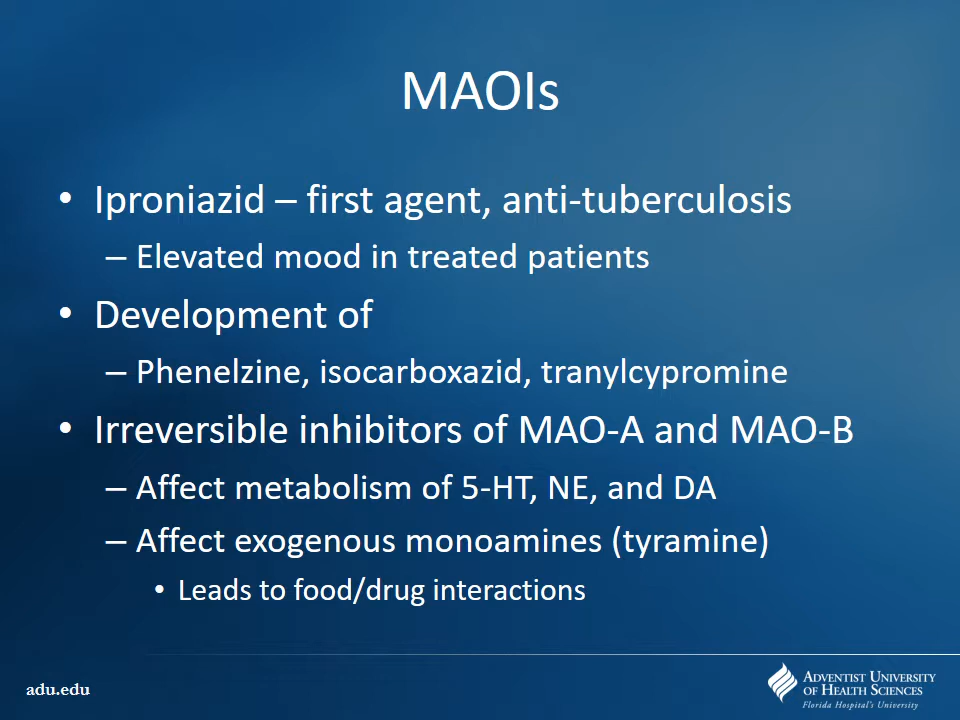 MAOIs
• Iproniazid – first agent, anti-tuberculosis
– Elevated mood in treated patients
• Development of
– Phenelzine, isocarboxazid, tranylcypromine
• Irreversible inhibitors of MAO-A and MAO-B
– Affect metabolism of 5-HT, NE, and DA
– Affect exogenous monoamines (tyramine)
• Leads to food/drug interactions
adu.edu
ADVENTIST UNIVERSITY
OF HEALTH SCIENCES
Florida Hospital's University